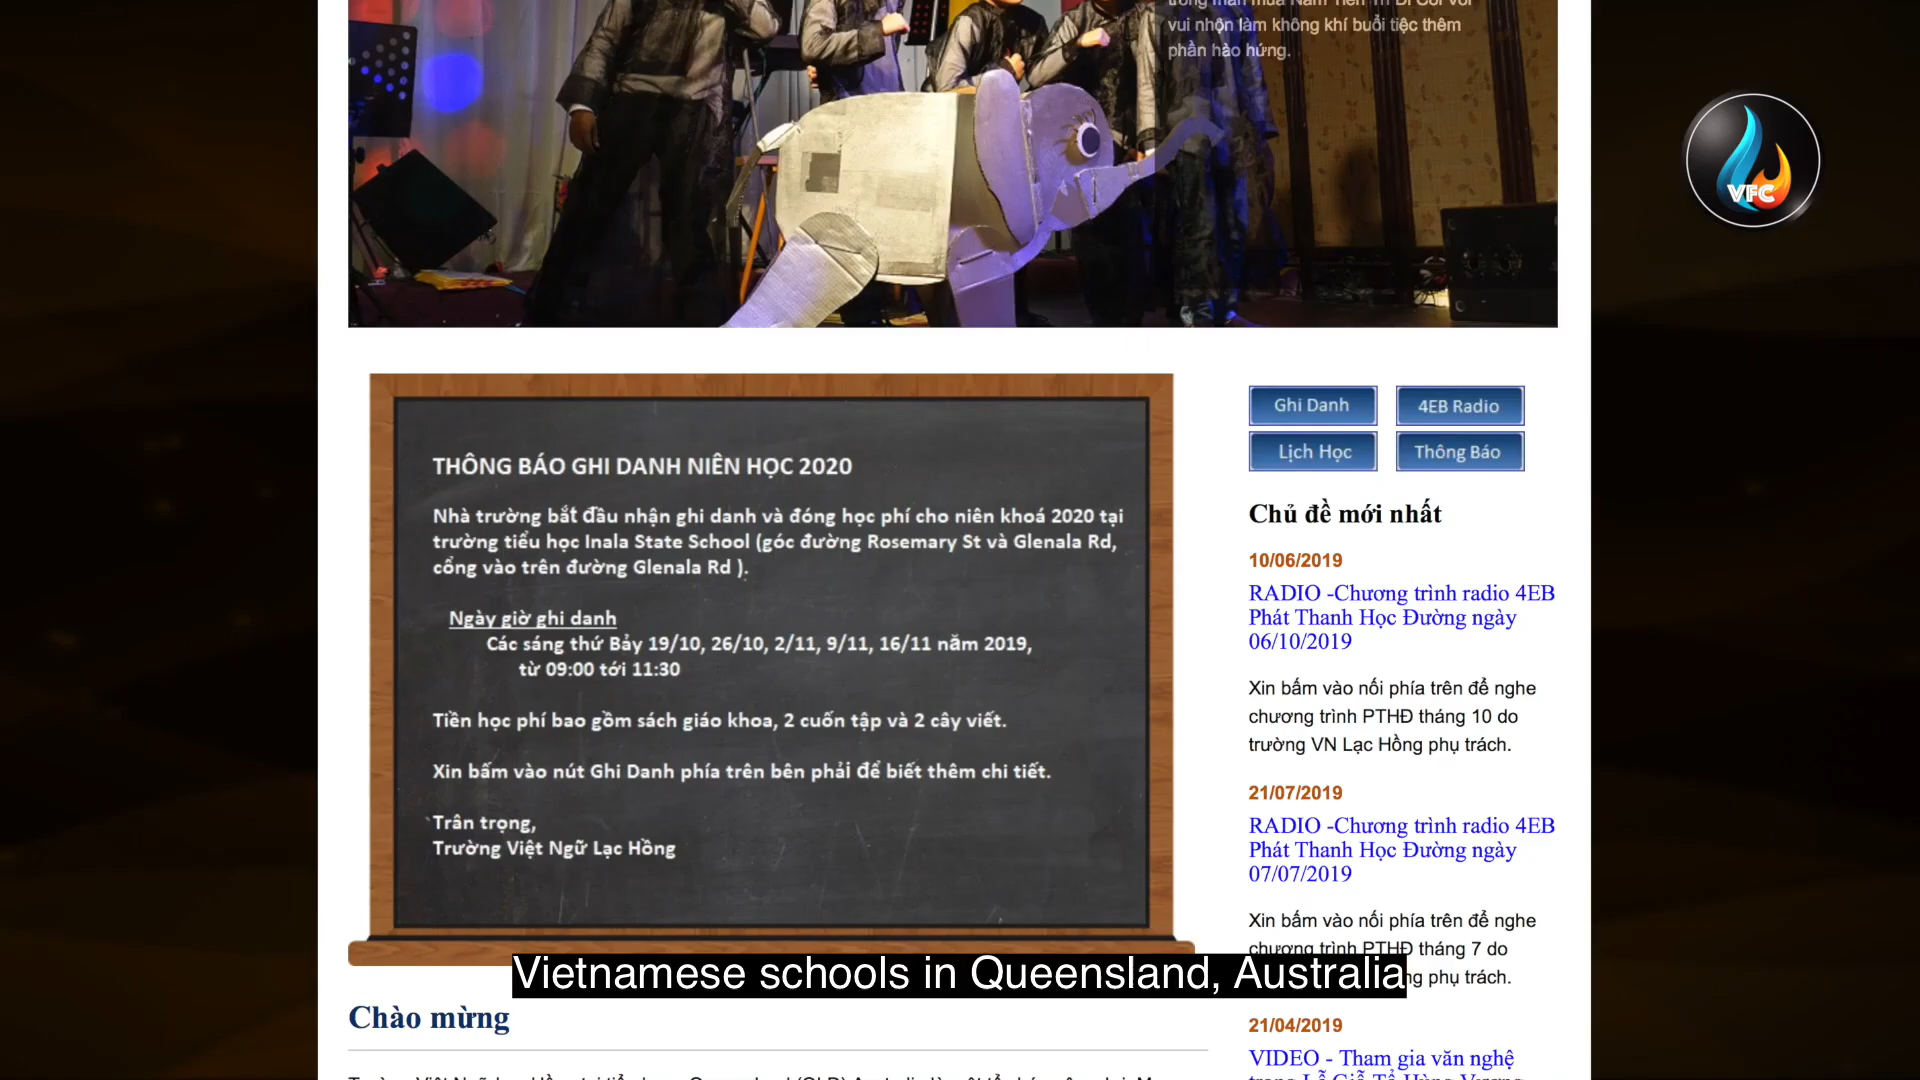 vui nhộn làm không khí buổi tiệc thêm
phần hào hứng.
VFC
THÔNG BÁO GHI DANH NIÊN HỌC 2020
Nhà trường bắt đầu nhận ghi danh và đóng học phí cho niên khoá 2020 tại
trường tiểu học Inala State School (góc đường Rosemary St và Glenala Rd,
cổng vào trên đường Glenala Rd ).
Ngày giờ ghi danh
Các sáng thứ Bảy 19/10, 26/10, 2/11, 9/11, 16/11 năm 2019,
từ 09:00 tới 11:30
Tiền học phí bao gồm sách giáo khoa, 2 cuốn tập và 2 cây viết.
Xin bấm vào nút Ghi Danh phía trên bên phải để biết thêm chi tiết.
Trân trọng,
Trường Việt Ngữ Lạc Hồng
Ghi Danh
4EB Radio
Lịch Học
Thông Báo
Chủ đề mới nhất
10/06/2019
RADIO -Chương trình radio 4EB
Phát Thanh Học Đường ngày
06/10/2019
Xin bấm vào nối phía trên để nghe
chương trình PTHĐ tháng 10 do
trường VN Lạc Hồng phụ trách.
21/07/2019
RADIO -Chương trình radio 4EB
Phát Thanh Học Đường ngày
07/07/2019
Xin bấm vào nối phía trên để nghe
chương trình PTHĐ tháng 7 do
phụ trách.
21/04/2019
VIDEO - Tham gia văn nghệ
Vietnamese schools in Queensland, Australia
Chào mừng